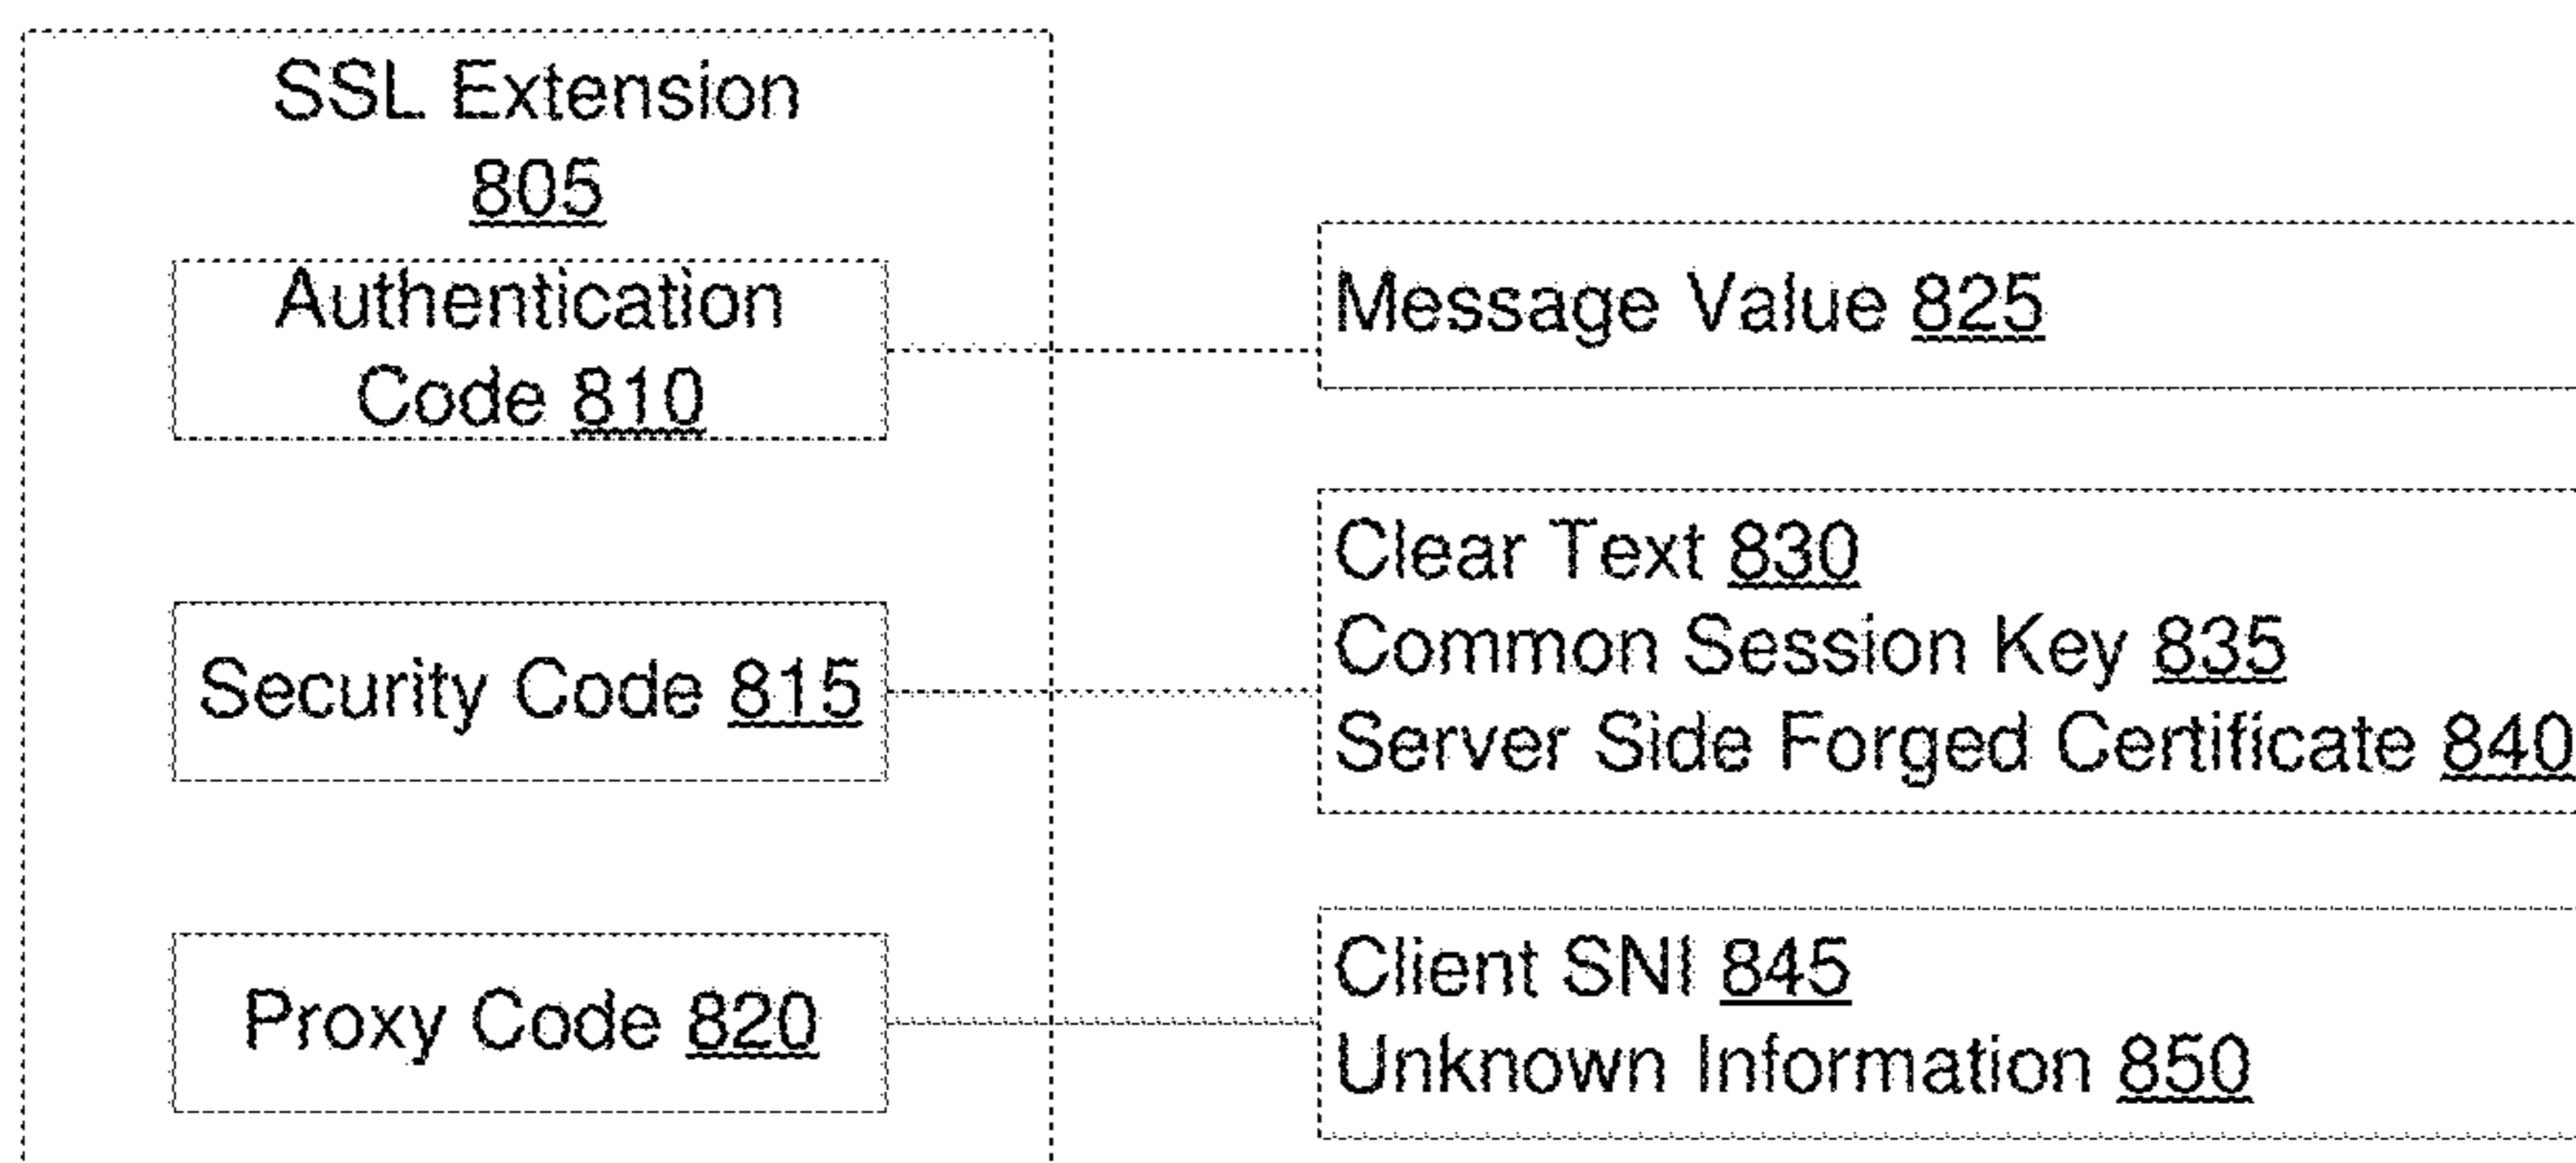 SSL Extension
805
Authentication
Code 810
Message Value 825
Security Code 815
Clear Text 830
Common Session Key 835
Server Side Forged Certificate 840
Proxy Code 820
Client SNI 845
Unknown Information 850